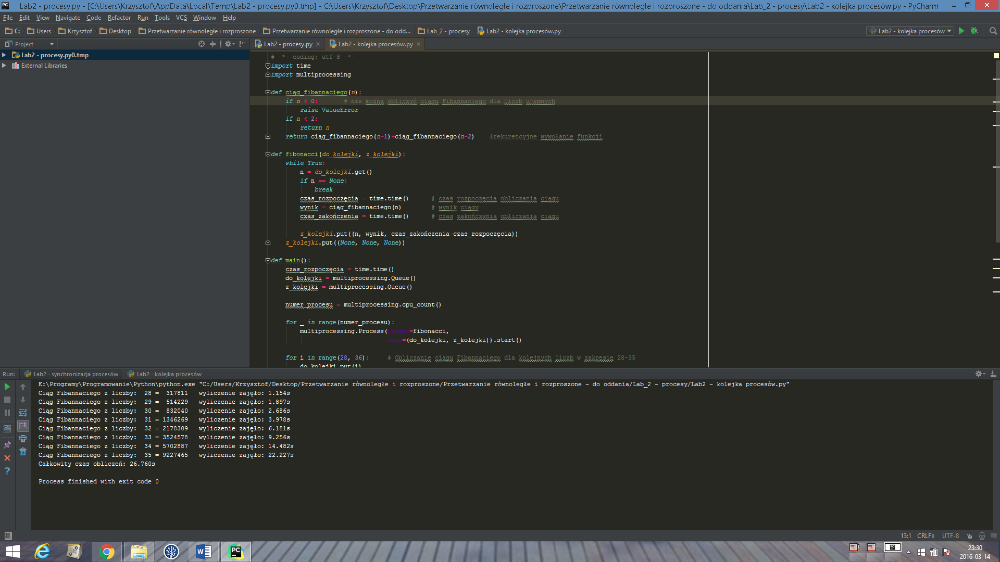 Lab2 - procesy.py - [C:\Users\Krzysztof\AppData\Local\Temp\Lab2 - procesy.py0.tmp] - C:\Users\Krzysztof\Desktop\Przetwarzanie równoległe i rozproszone\Przetwarzanie równoległe i rozproszone - do oddania\Lab_2 - procesy\Lab2 - kolejka procesów.py - PyCharm
File Edit View Navigate Code Refactor Run Tools VCS Window Help
C: Users Krzysztof Desktop Przetwarzanie równoległe i rozproszone Przetwarzanie równoległe i rozproszone - do odd... Lab_2 - procesy Lab2 - kolejka procesów.py Lab2 - kolejka procesów
Project Lab2 - procesy.py Lab2 - kolejka procesów.py
Lab2 - procesy.py0.tmp
External Libraries
# -*- coding: utf-8 -*-
import time
import multiprocessing
def ciąg_fibannaciego(n):
if n < 0: # nie można obliczyć ciągu Fibannaciego dla liczb ujemnych
raise ValueError
if n < 2:
return n
return ciąg_fibannaciego(n-1)+ciąg_fibannaciego(n-2) #rekurencyjne wywołanie funkcji
def fibonacci(do_kolejki, z_kolejki):
while True:
n = do_kolejki.get()
if n == None:
break
czas_rozpoczęcia = time.time() # czas rozpoczęcia obliczania ciągu
wynik = ciąg_fibannaciego(n) # wynik ciągy
czas_zakończenia = time.time() # czas zakończenia obliczania ciągu
z_kolejki.put((n, wynik, czas_zakończenia-czas_rozpoczęcia))
z_kolejki.put((None, None, None))
def main():
czas_rozpoczęcia = time.time()
do_kolejki = multiprocessing.Queue()
z_kolejki = multiprocessing.Queue()
numer_procesu = multiprocessing.cpu_count()
for _ in range(numer_procesu):
multiprocessing.Process(target=fibonacci,
args=(do_kolejki, z_kolejki)).start()
for i in range(28, 36): # Obliczanie ciągu Fibannaciego dla kolejnych liczb w zakresie 28-35
do_kolejki.put(i)
Run: Lab2 - synchronizacja procesów Lab2 - kolejka procesów
E:\Programy\Programowanie\Python\python.exe "C:/Users/Krzysztof/Desktop/Przetwarzanie równoległe i rozproszone/Przetwarzanie równoległe i rozproszone - do oddania/Lab_2 - procesy/Lab2 - kolejka procesów.py"
Ciąg Fibannaciego z liczby: 28 = 317811 wyliczenie zajęło: 1.154s
Ciąg Fibannaciego z liczby: 29 = 514229 wyliczenie zajęło: 1.897s
Ciąg Fibannaciego z liczby: 30 = 832040 wyliczenie zajęło: 2.686s
Ciąg Fibannaciego z liczby: 31 = 1346269 wyliczenie zajęło: 3.978s
Ciąg Fibannaciego z liczby: 32 = 2178309 wyliczenie zajęło: 6.181s
Ciąg Fibannaciego z liczby: 33 = 3524578 wyliczenie zajęło: 9.256s
Ciąg Fibannaciego z liczby: 34 = 5702887 wyliczenie zajęło: 14.482s
Ciąg Fibannaciego z liczby: 35 = 9227465 wyliczenie zajęło: 22.227s
Całkowity czas obliczeń: 26.760s
Process finished with exit code 0
13:1 CRLF UTF-8
23:30
2016-03-14